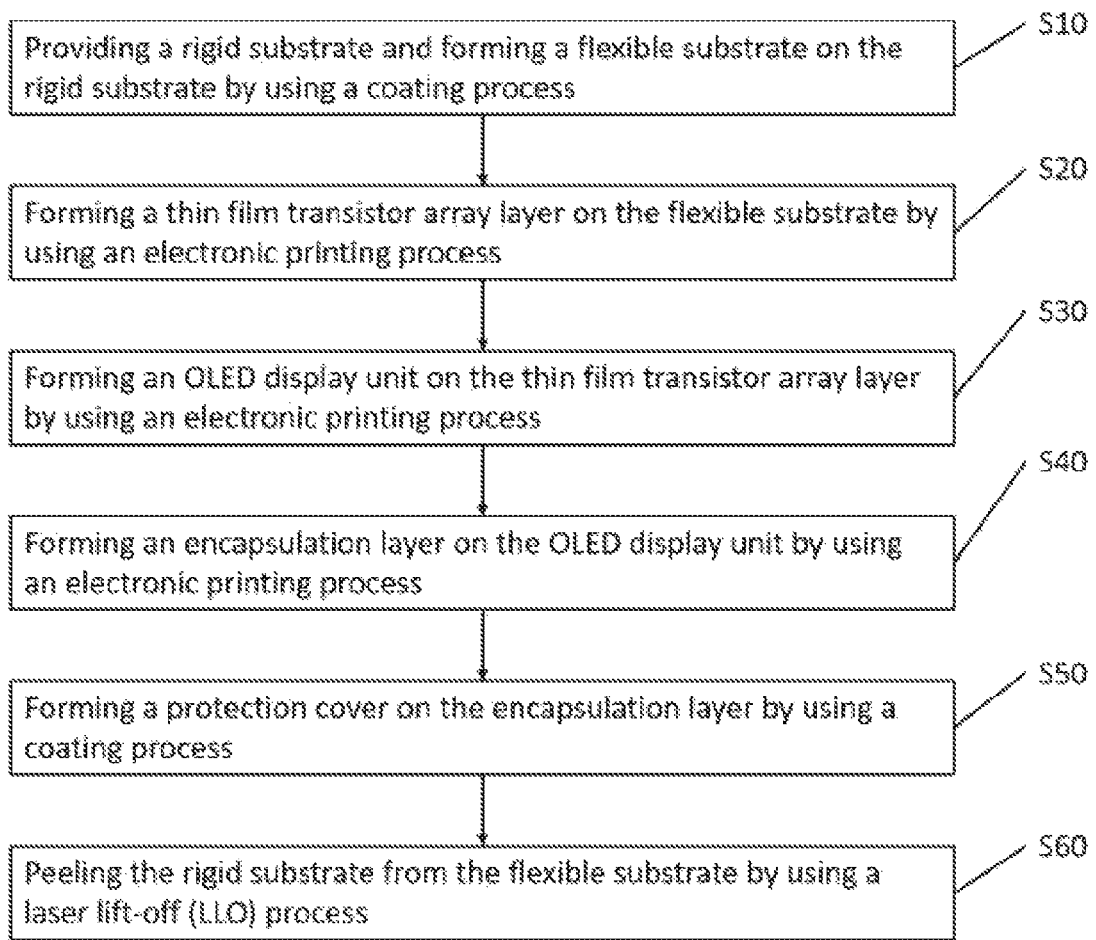 S10
Providing a rigid substrate and forming a flexible substrate on the
rigid substrate by using a coating process
S20
Forming a thin film transistor array layer on the flexible substrate by
using an electronic printing process
S30
Forming an OLED display unit on the thin film transistor array layer
by using an electronic printing process
S40
Forming an encapsulation layer on the OLED display unit by using
an electronic printing process
S50
Forming a protection cover on the encapsulation layer by using a
coating process
S60
Peeling the rigid substrate from the flexible substrate by using a
laser lift-off (LLO) process